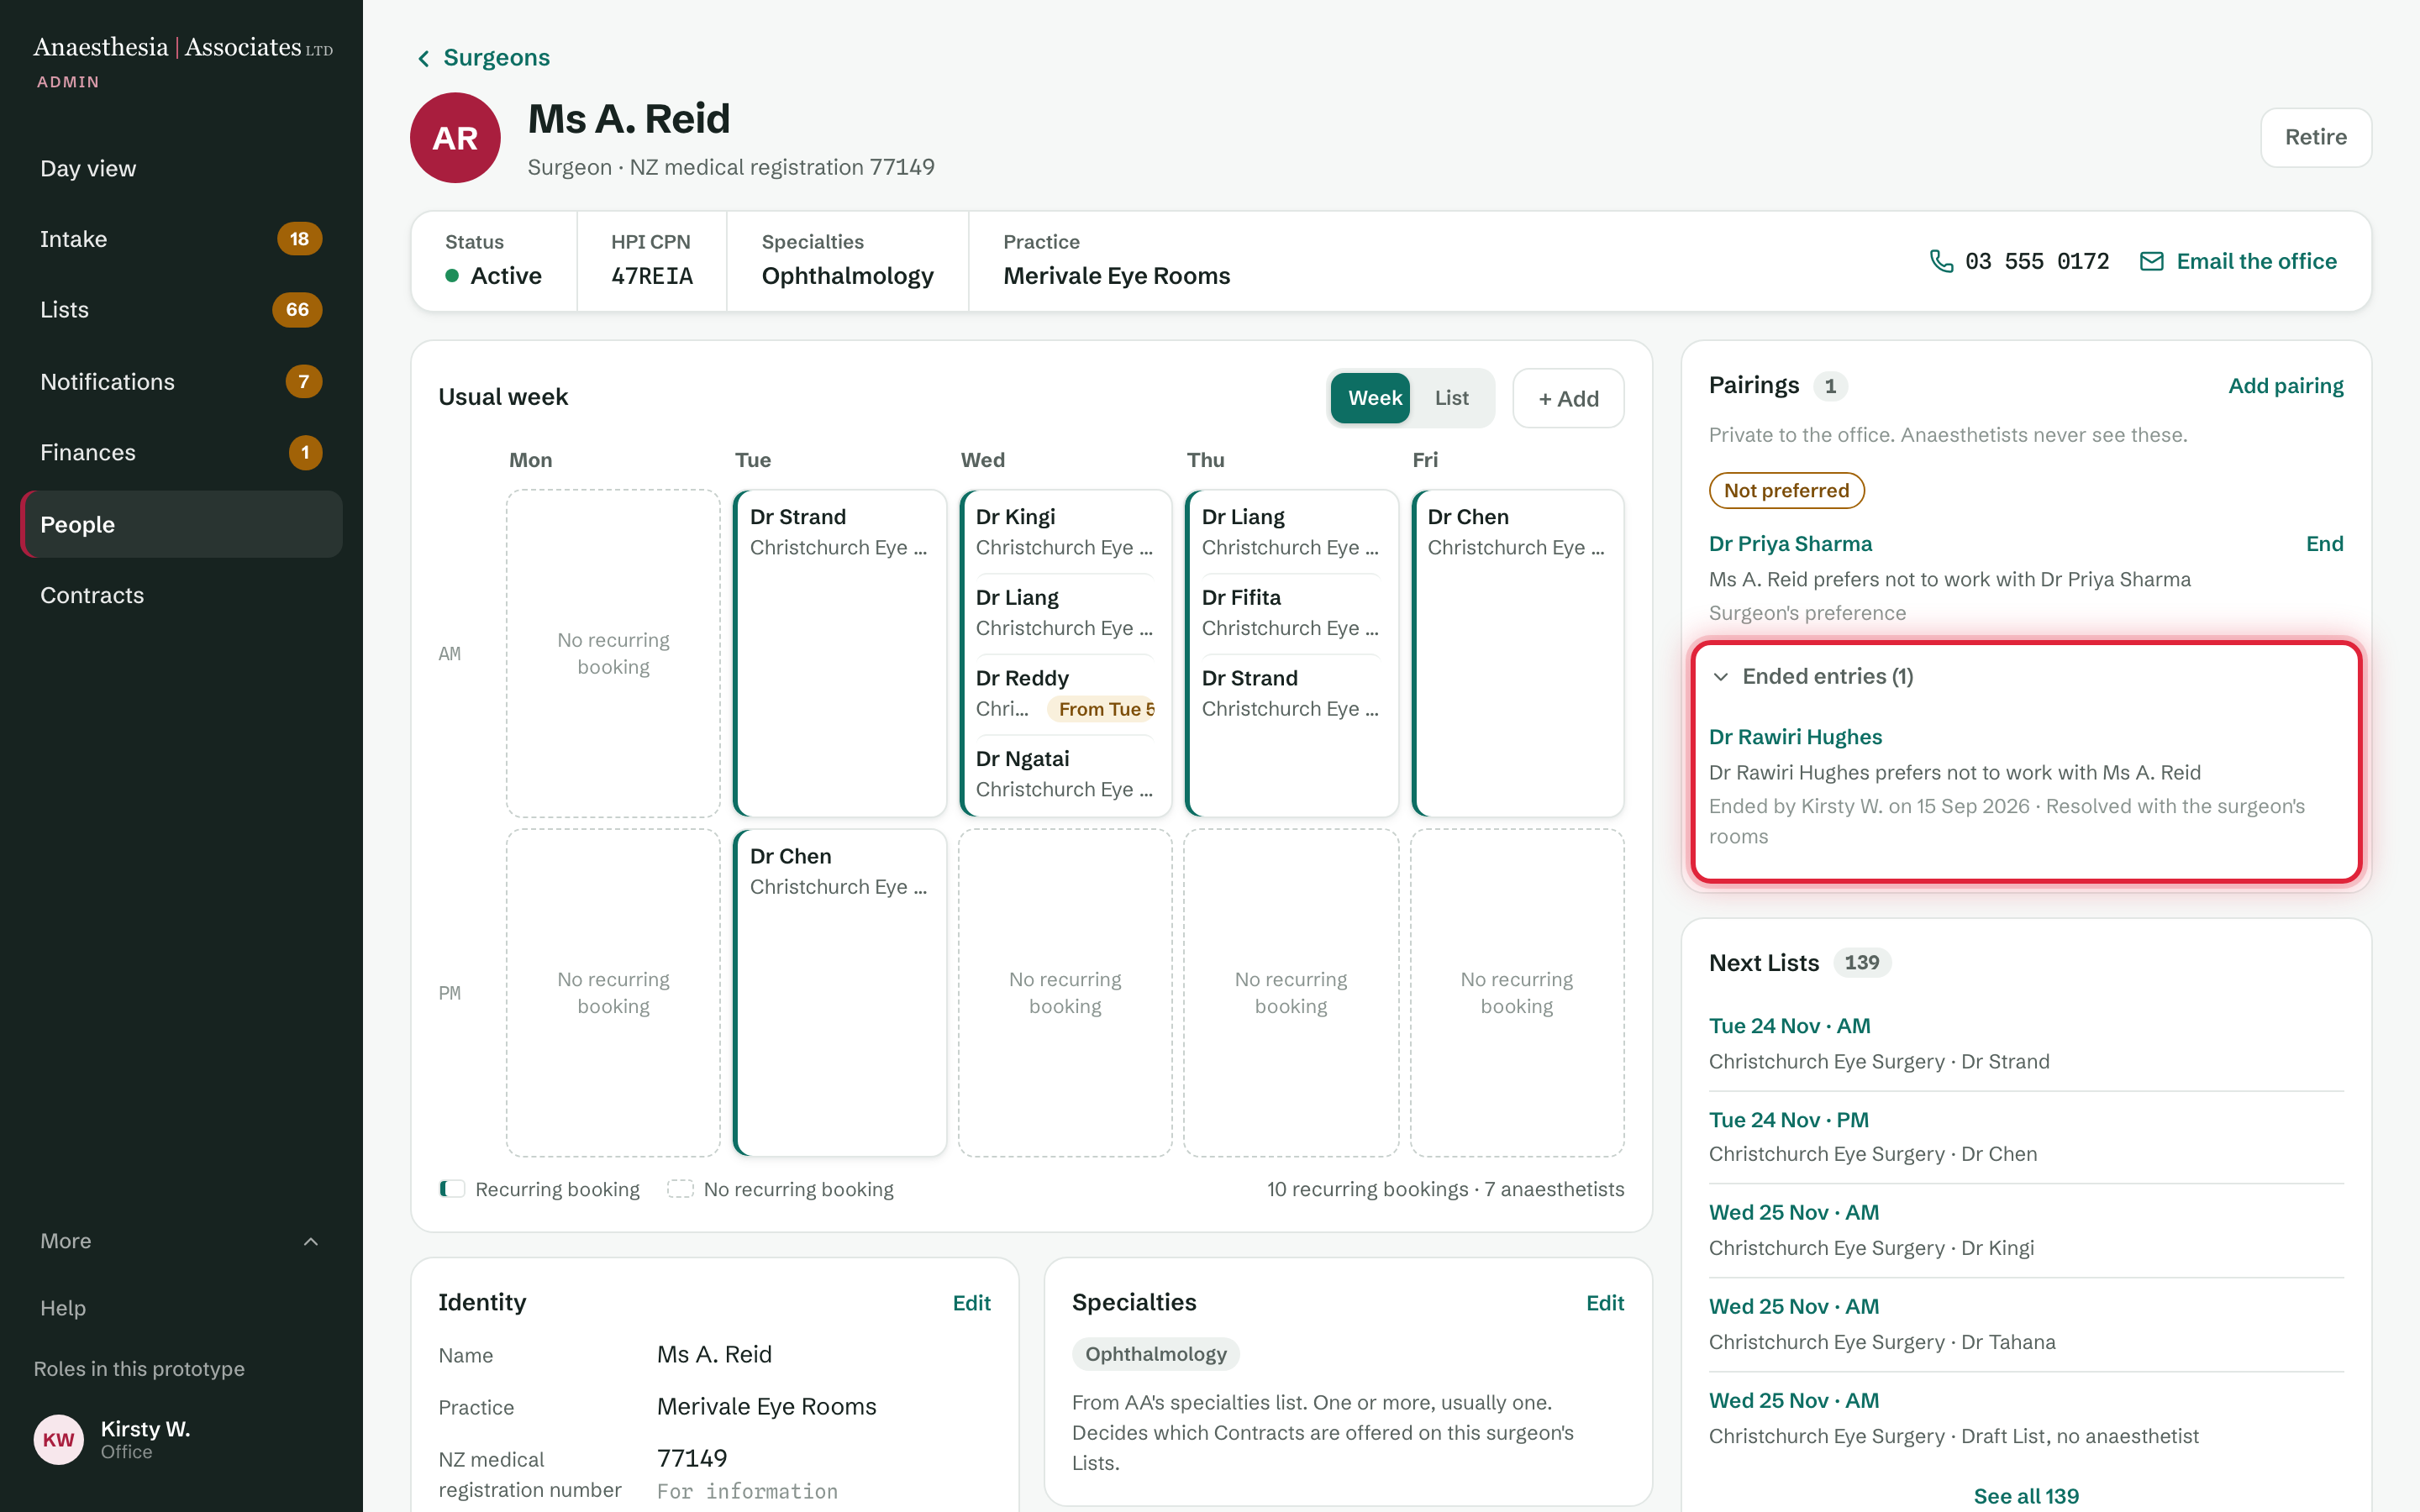 Anaesthesia | Associates LTD
ADMIN
Day view
Intake 18
Lists 66
Notifications 7
Finances 1
People
Contracts
More
Help
Roles in this prototype
KW
Kirsty W.
Office
Surgeons
AR
Ms A. Reid
Surgeon · NZ medical registration 77149
Retire
Status
Active
HPI CPN
47REIA
Specialties
Ophthalmology
Practice
Merivale Eye Rooms
03 555 0172
Email the office
Usual week
Week
List
+ Add
Mon Tue Wed Thu Fri
AM
No recurring
booking
Dr Strand
Christchurch Eye ...
Dr Kingi
Christchurch Eye ...
Dr Liang
Christchurch Eye ...
Dr Reddy
Chri... From Tue 5
Dr Ngatai
Christchurch Eye ...
Dr Liang
Christchurch Eye ...
Dr Fifita
Christchurch Eye ...
Dr Strand
Christchurch Eye ...
Dr Chen
Christchurch Eye ...
PM
No recurring
booking
Dr Chen
Christchurch Eye ...
No recurring
booking
No recurring
booking
No recurring
booking
Recurring booking
No recurring booking
10 recurring bookings · 7 anaesthetists
Identity
Edit
Name
Ms A. Reid
Practice
Merivale Eye Rooms
NZ medical
registration number
77149
For information
Specialties
Edit
Ophthalmology
From AA's specialties list. One or more, usually one.
Decides which Contracts are offered on this surgeon's
Lists.
Pairings 1
Add pairing
Private to the office. Anaesthetists never see these.
Not preferred
Dr Priya Sharma
End
Ms A. Reid prefers not to work with Dr Priya Sharma
Surgeon's preference
Ended entries (1)
Dr Rawiri Hughes
Dr Rawiri Hughes prefers not to work with Ms A. Reid
Ended by Kirsty W. on 15 Sep 2026 · Resolved with the surgeon's
rooms
Next Lists 139
Tue 24 Nov · AM
Christchurch Eye Surgery · Dr Strand
Tue 24 Nov · PM
Christchurch Eye Surgery · Dr Chen
Wed 25 Nov · AM
Christchurch Eye Surgery · Dr Kingi
Wed 25 Nov · AM
Christchurch Eye Surgery · Dr Tahana
Wed 25 Nov · AM
Christchurch Eye Surgery · Draft List, no anaesthetist
See all 139